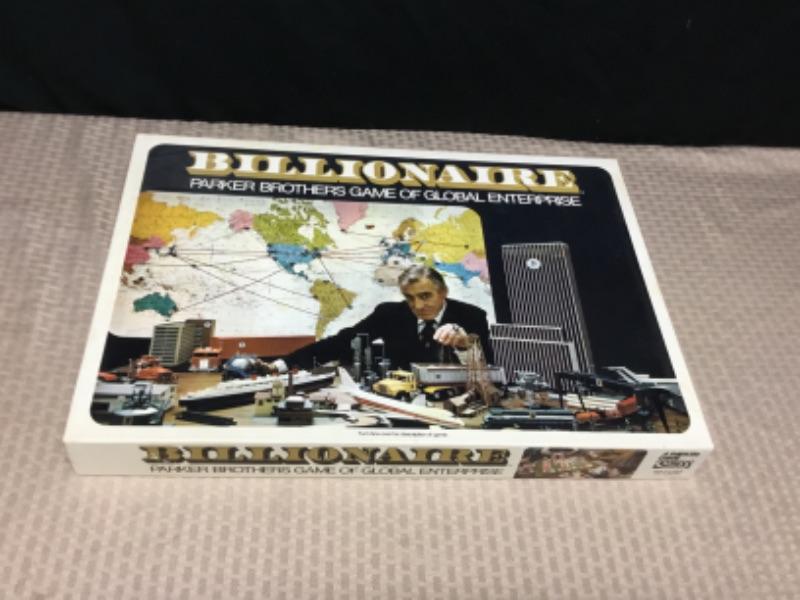 BILLIONAIRE
PARKER BROTHERS GAME OF GLOBAL ENTERPRISE
BILLIONAIRE
PARKER BROTHERS GAME OF GLOBAL ENTERPRISE